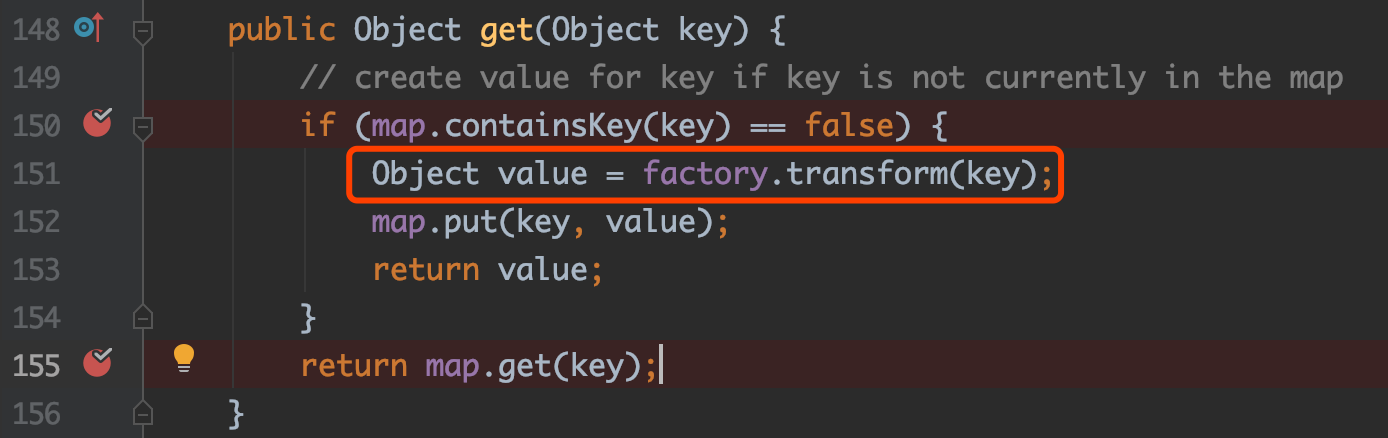 148 public Object get(Object key) {
149 // create value for key if key is not currently in the map
150 if (map.containsKey(key) == false) {
151 Object value = factory.transform(key);
152 map.put(key, value);
153 return value;
154 }
155 return map.get(key);
156 }